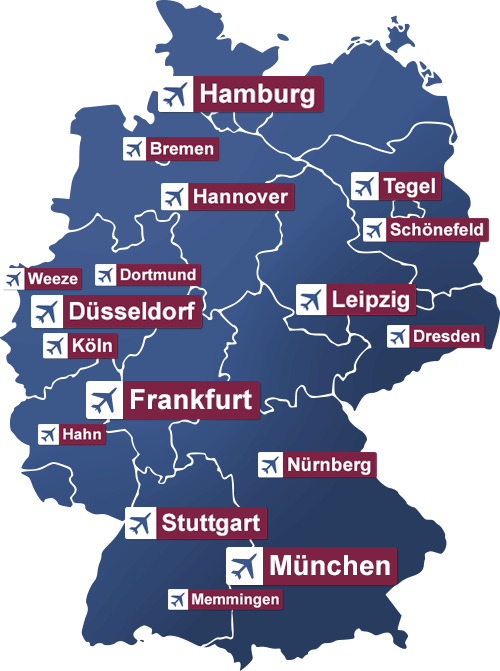 Hamburg
Bremen
Tegel
Hannover
Schönefeld
Weeze
Dortmund
Leipzig
Düsseldorf
Dresden
Köln
Frankfurt
Hahn
Nürnberg
Stuttgart
München
Memmingen